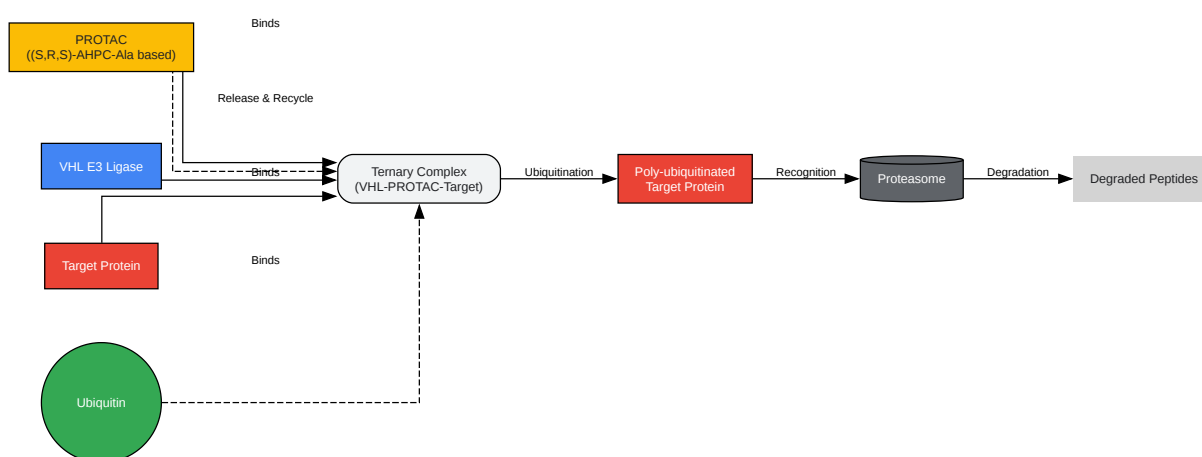 Binds
PROTAC
((S,R,S)-AHPC-Ala based)
Release & Recycle
VHL E3 Ligase
Binds
Ternary Complex
(VHL-PROTAC-Target)
Ubiquitination
Poly-ubiquitinated
Target Protein
Recognition
Proteasome
Degradation
Degraded Peptides
Target Protein
Binds
Ubiquitin